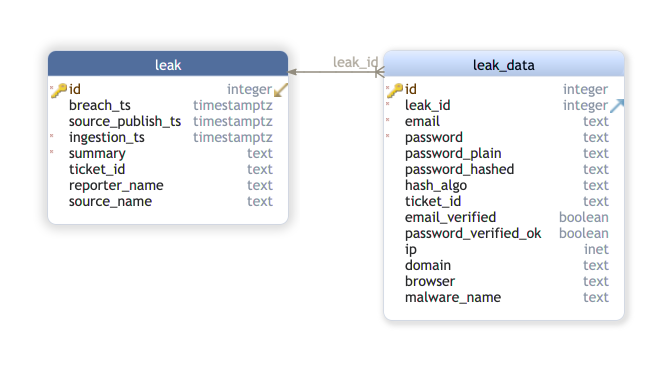 leak
id integer
breach_ts timestamptz
source_publish_ts timestamptz
ingestion_ts timestamptz
summary text
ticket_id text
reporter_name text
source_name text
leak_id
leak_data
id integer
leak_id integer
email text
password text
password_plain text
password_hashed text
hash_algo text
ticket_id text
email_verified boolean
password_verified_ok boolean
ip inet
domain text
browser text
malware_name text